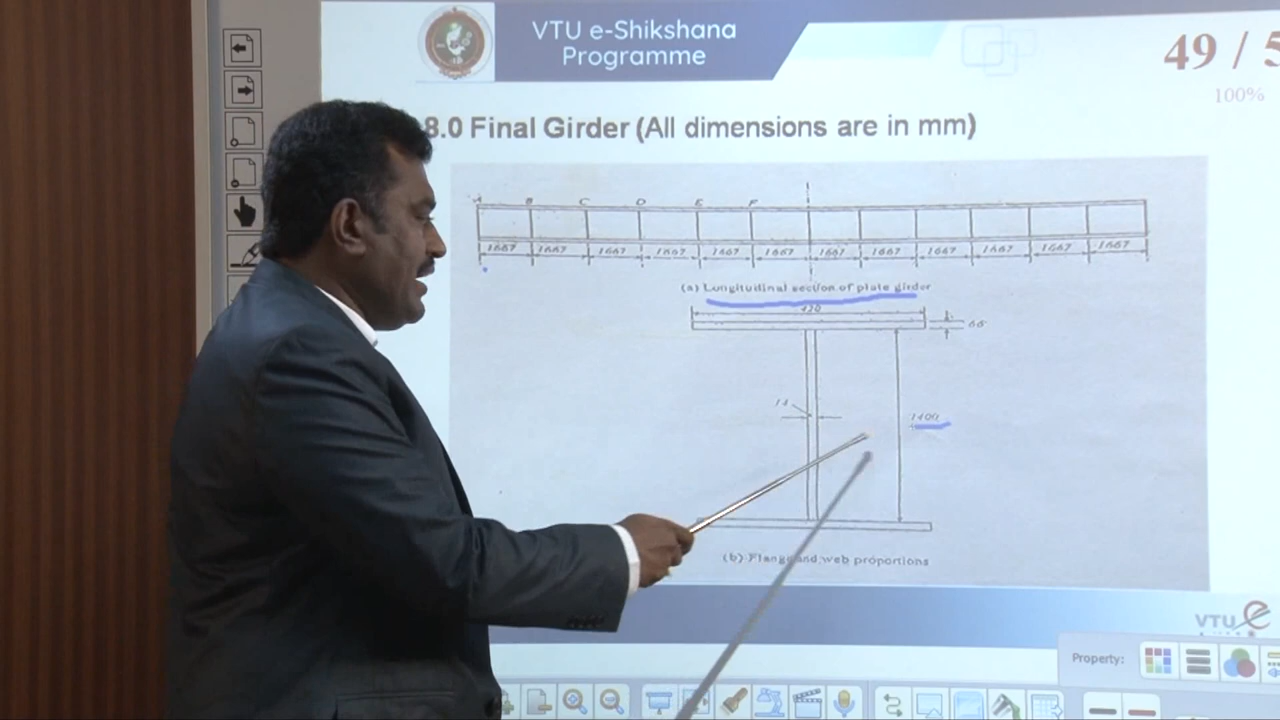 VTU e-Shikshana
Programme
49 / 5
100%
8.0 Final Girder (All dimensions are in mm)
A B C D E F
1667 1667 1667 1667 1667 1667 1667 1667 1667 1667 1667 1667
(a) Longitudinal section of plate girder
420
1400
(b) Flange and web proportions
VTU e
Property: